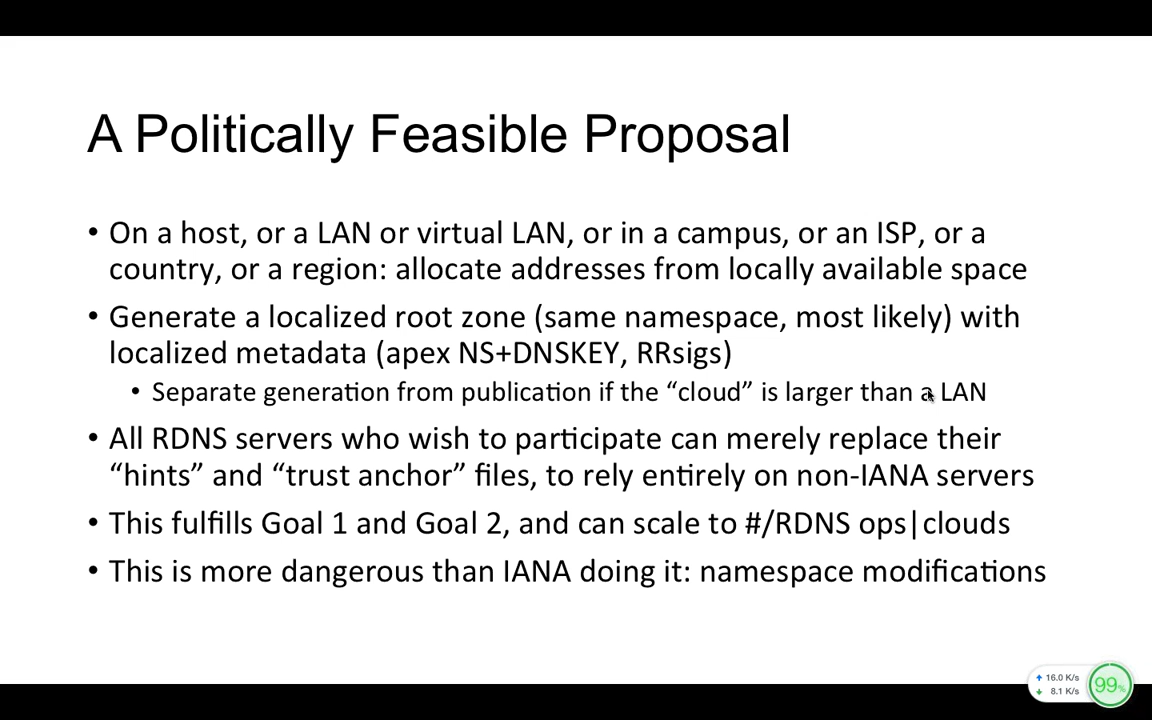 A Politically Feasible Proposal
• On a host, or a LAN or virtual LAN, or in a campus, or an ISP, or a
country, or a region: allocate addresses from locally available space
• Generate a localized root zone (same namespace, most likely) with
localized metadata (apex NS+DNSKEY, RRsigs)
• Separate generation from publication if the “cloud” is larger than a LAN
• All RDNS servers who wish to participate can merely replace their
“hints” and “trust anchor” files, to rely entirely on non-IANA servers
• This fulfills Goal 1 and Goal 2, and can scale to #/RDNS ops|clouds
• This is more dangerous than IANA doing it: namespace modifications
16.0 K/s
8.1 K/s
99%